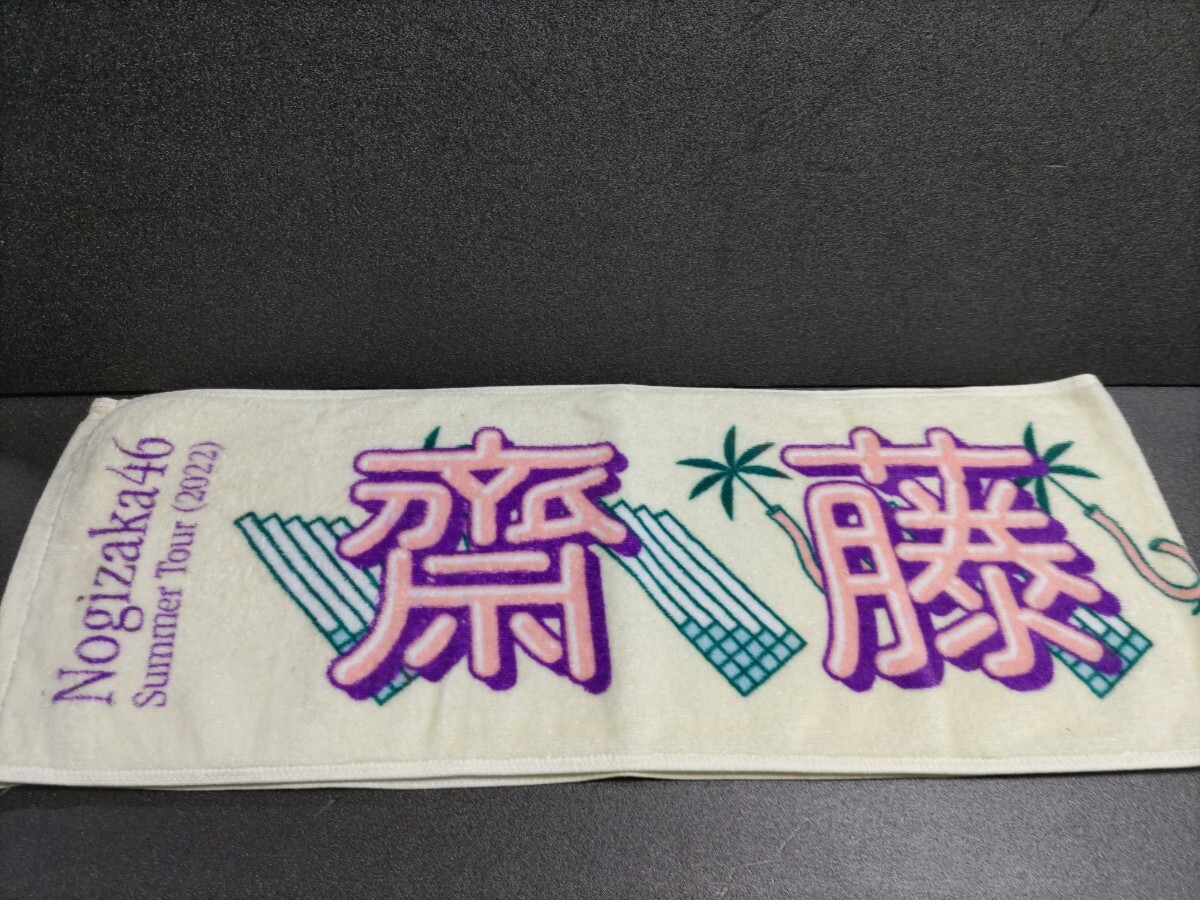 Nogizaka46
Summer Tour (2022)
齋藤